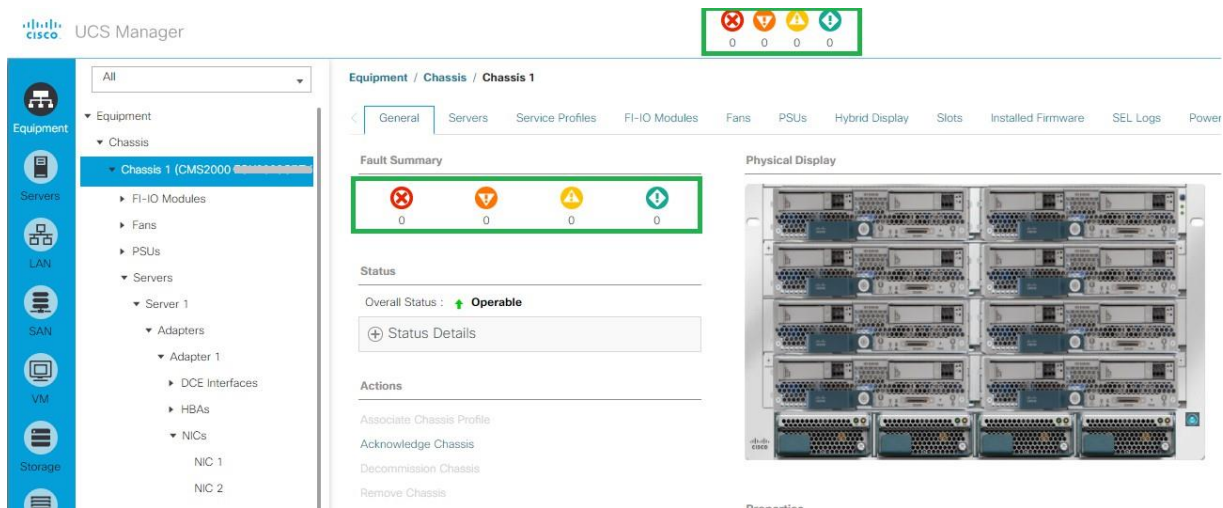 CISCO
UCS Manager
0 0 0 0
All
Equipment / Chassis / Chassis 1
General Servers Service Profiles FI-IO Modules Fans PSUs Hybrid Display Slots Installed Firmware SEL Logs Power
Equipment
Servers
LAN
SAN
VM
Storage
Equipment
Chassis
Chassis 1 (CMS2000
FI-IO Modules
Fans
PSUs
Servers
Server 1
Adapters
Adapter 1
DCE Interfaces
HBAs
NICs
NIC 1
NIC 2
Fault Summary
0 0 0 0
Status
Overall Status : Operable
Status Details
Actions
Associate Chassis Profile
Acknowledge Chassis
Decommission Chassis
Remove Chassis
Physical Display
CISCO